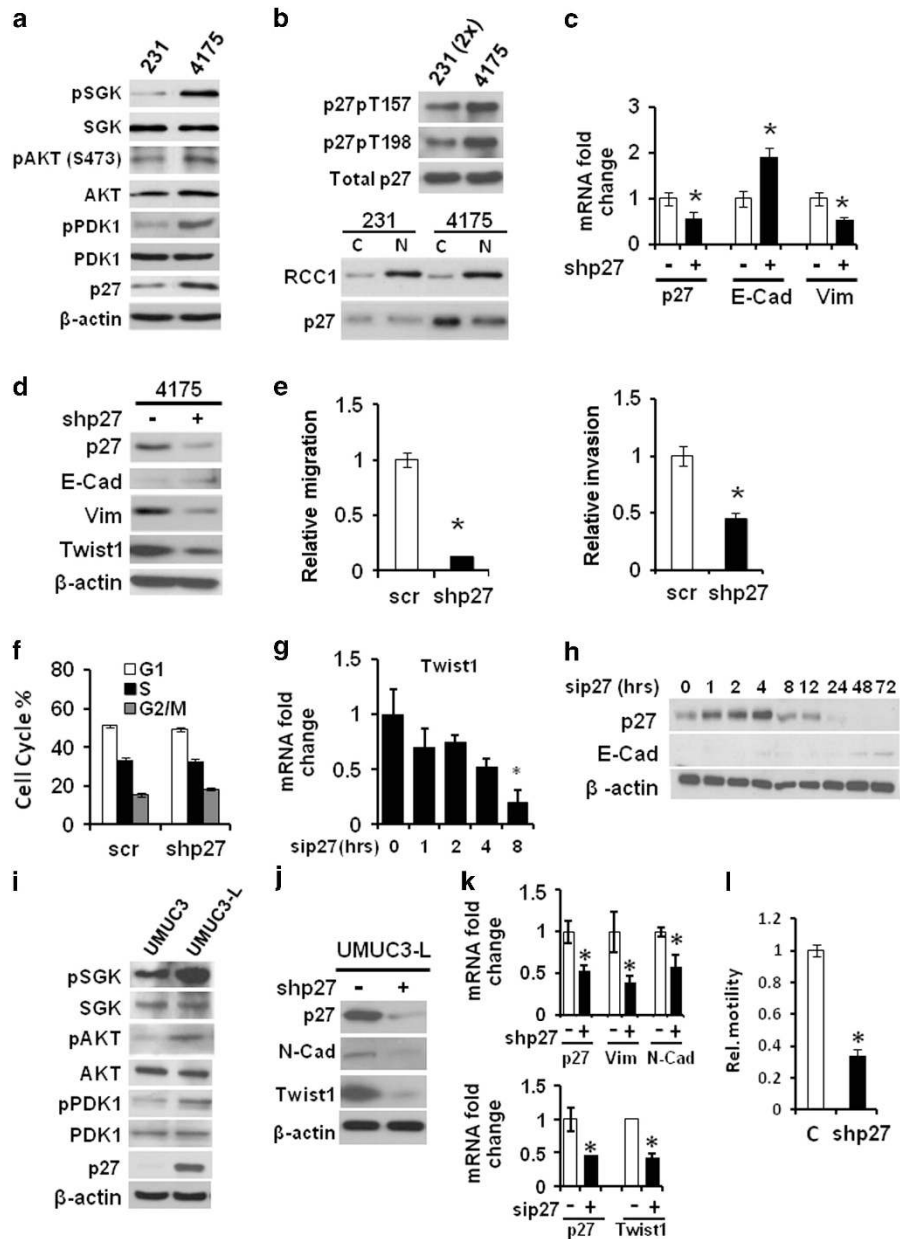 a
231 4175
pSGK
SGK
pAKT (S473)
AKT
pPDK1
PDK1
p27
β-actin
b
231 (2x) 4175
p27pT157
p27pT198
Total p27
231 4175
C N C N
RCC1
p27
c
mRNA fold
change
3
2
1
0
* * *
shp27 - + - + - +
p27 E-Cad Vim
d
4175
shp27 - +
p27
E-Cad
Vim
Twist1
β-actin
e
Relative migration
1.5
1
0.5
0
*
scr shp27
Relative invasion
1.5
1
0.5
0
*
scr shp27
f
Cell Cycle %
80
60
40
20
0
G1
S
G2/M
scr shp27
g
Twist1
mRNA fold
change
1.5
1
0.5
0
*
sip27(hrs) 0 1 2 4 8
h
sip27 (hrs) 0 1 2 4 8 12 24 48 72
p27
E-Cad
β -actin
i
UMUC3 UMUC3-L
pSGK
SGK
pAKT
AKT
pPDK1
PDK1
p27
β-actin
j
UMUC3-L
shp27 - +
p27
N-Cad
Twist1
β-actin
k
mRNA fold
change
1.5
1
0.5
0
* * *
shp27 - + - + - +
p27 Vim N-Cad
mRNA fold
change
1.5
1
0.5
0
* *
sip27 - + - +
p27 Twist1
l
Rel. motility
1.2
1
0.8
0.6
0.4
0.2
0
*
C shp27